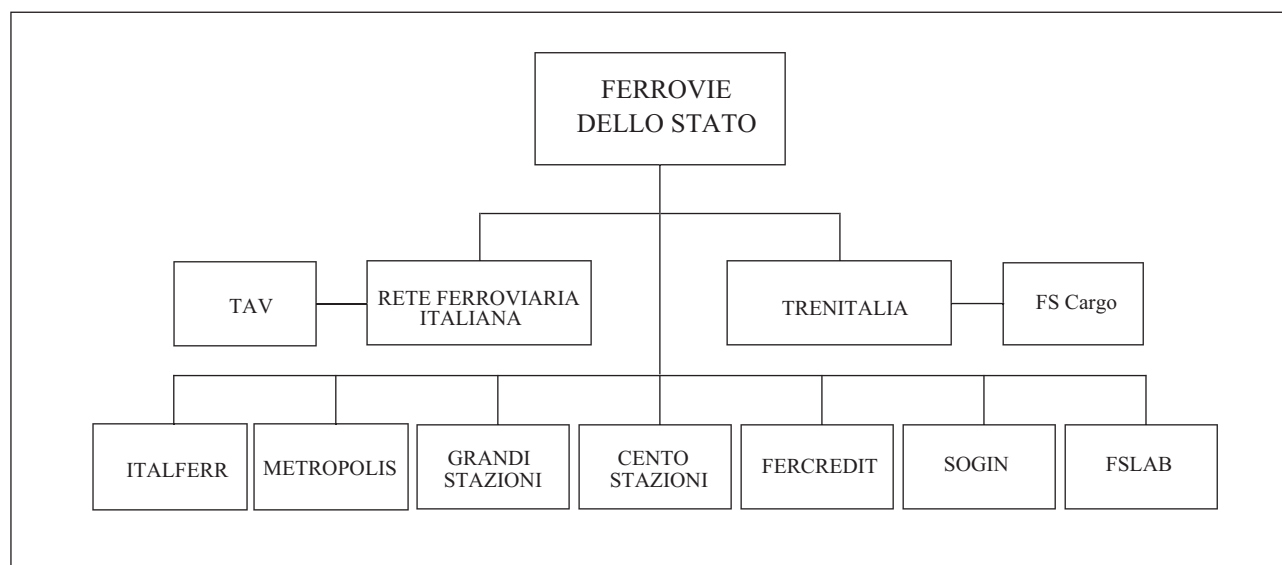 FERROVIE
DELLO STATO
TAV
RETE FERROVIARIA
ITALIANA
TRENITALIA
FS Cargo
ITALFERR
METROPOLIS
GRANDI
STAZIONI
CENTO
STAZIONI
FERCREDIT
SOGIN
FSLAB